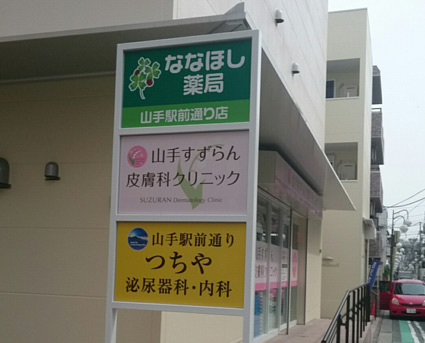 ななほし
薬局
山手駅前通り店
山手すずらん
皮膚科クリニック
SUZURAN Dermatology Clinic
山手駅前通り
つちや
泌尿器科・内科